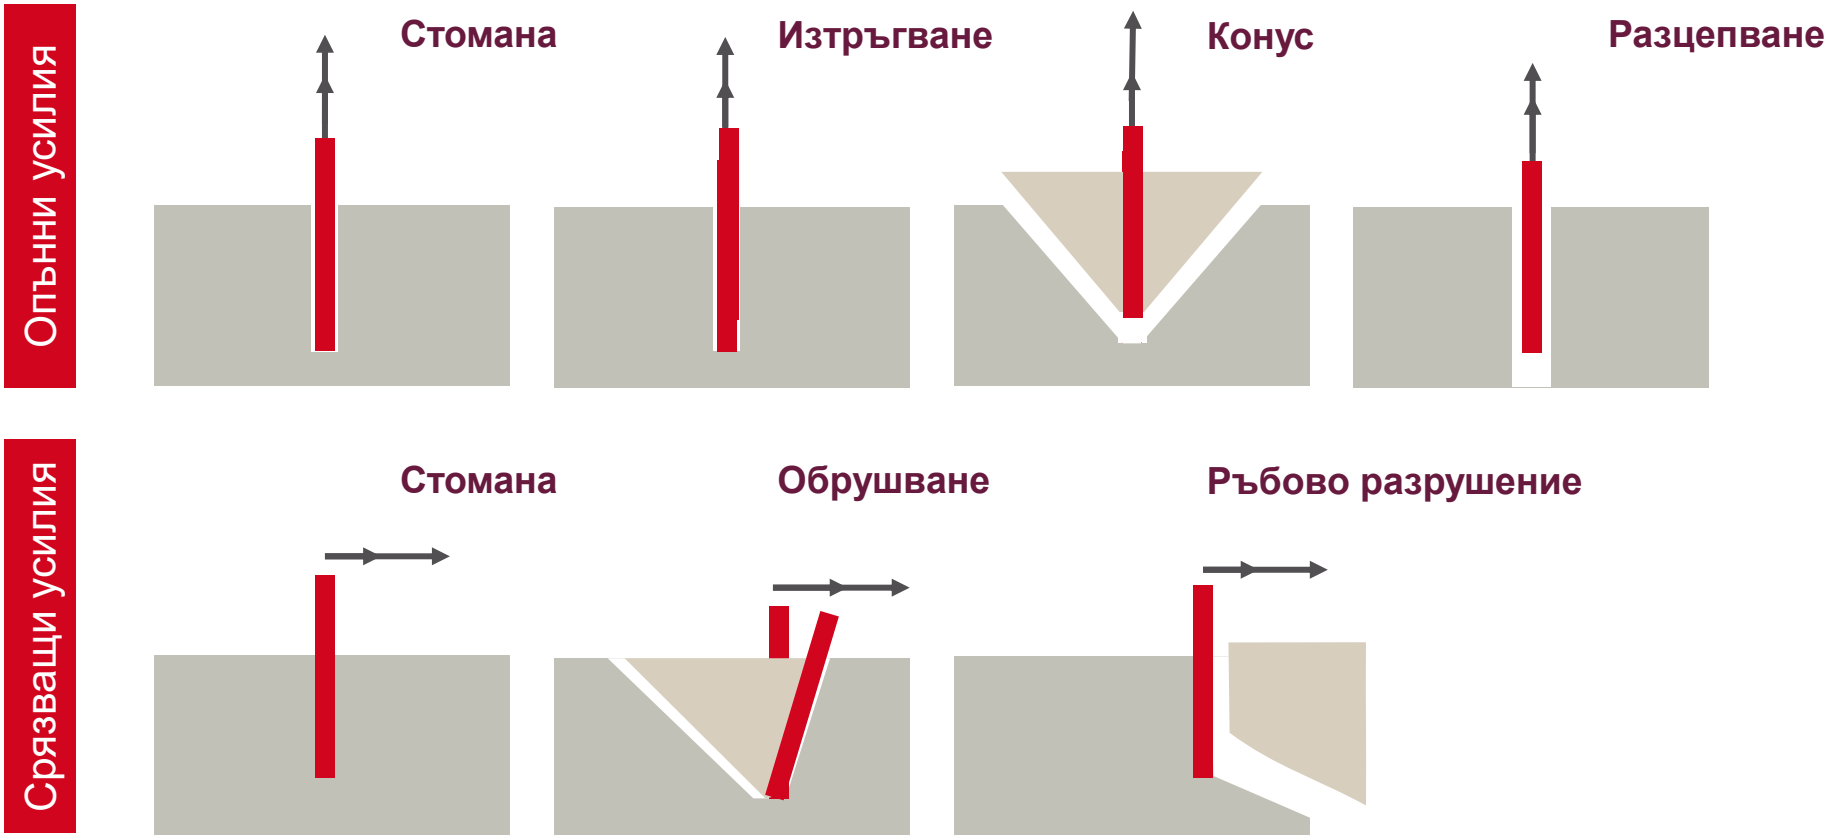 Опънни усилия
Стомана
Изтръгване
Конус
Разцепване
Срязващи усилия
Стомана
Обрушване
Ръбово разрушение